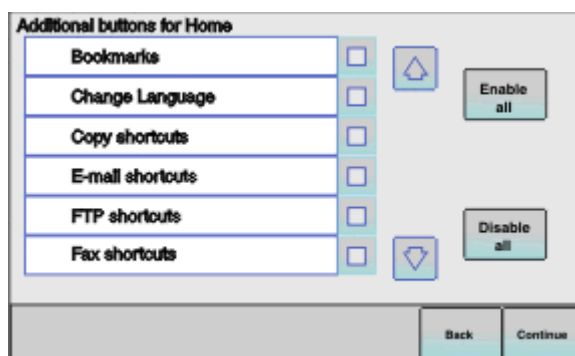 Additional buttons for Home
Bookmarks
Change Language
Enable
all
Copy shortcuts
E-mail shortcuts
FTP shortcuts
Disable
all
Fax shortcuts
Back
Continue